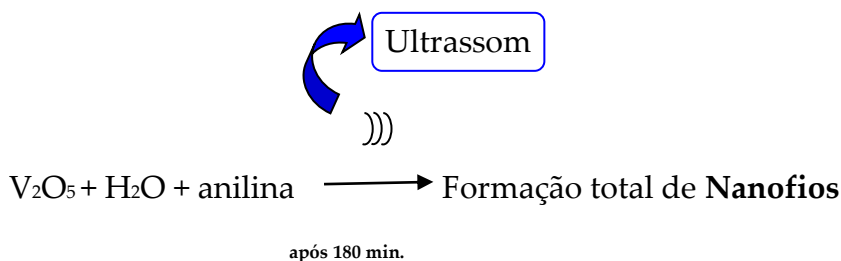 Ultrassom
)))
V₂O₅ + H₂O + anilina Formação total de Nanofios
após 180 min.